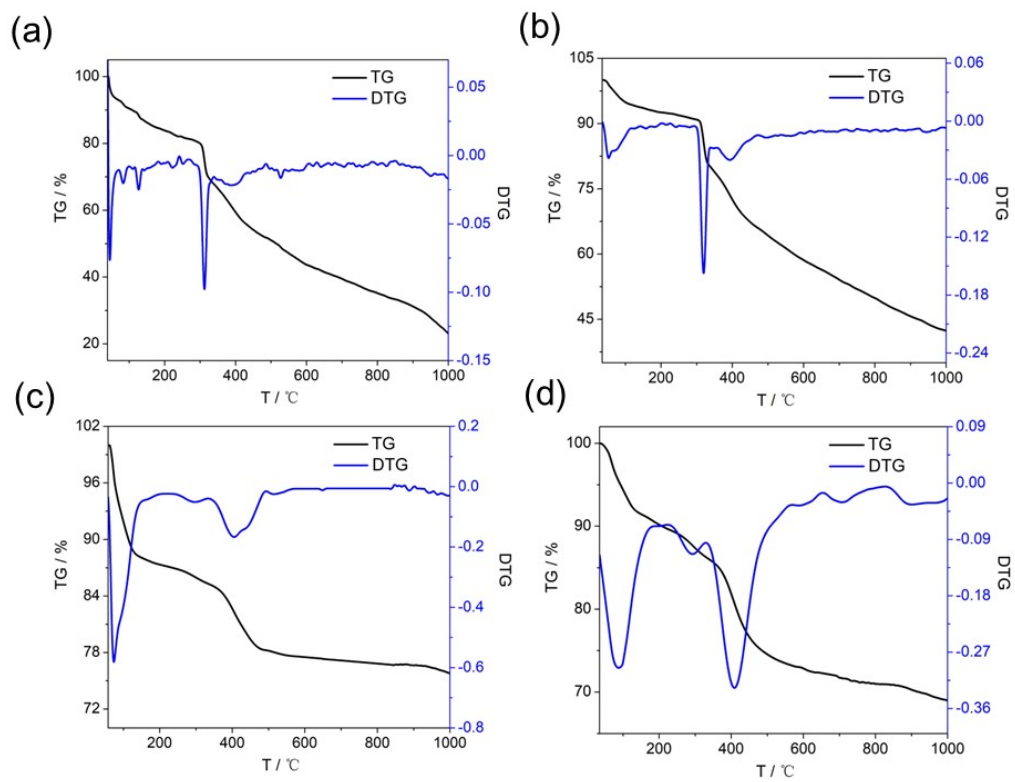 (a)
TG
DTG
100
80
60
40
20
0.05
0.00
-0.05
-0.10
-0.15
200 400 600 800 1000
TG / %
DTG
T / ℃
(b)
TG
DTG
105
90
75
60
45
0.06
0.00
-0.06
-0.12
-0.18
-0.24
200 400 600 800 1000
TG / %
DTG
T / ℃
(c)
TG
DTG
102
96
90
84
78
72
0.2
0.0
-0.2
-0.4
-0.6
-0.8
200 400 600 800 1000
TG / %
DTG
T / ℃
(d)
TG
DTG
100
90
80
70
0.09
0.00
-0.09
-0.18
-0.27
-0.36
200 400 600 800 1000
TG / %
DTG
T / ℃